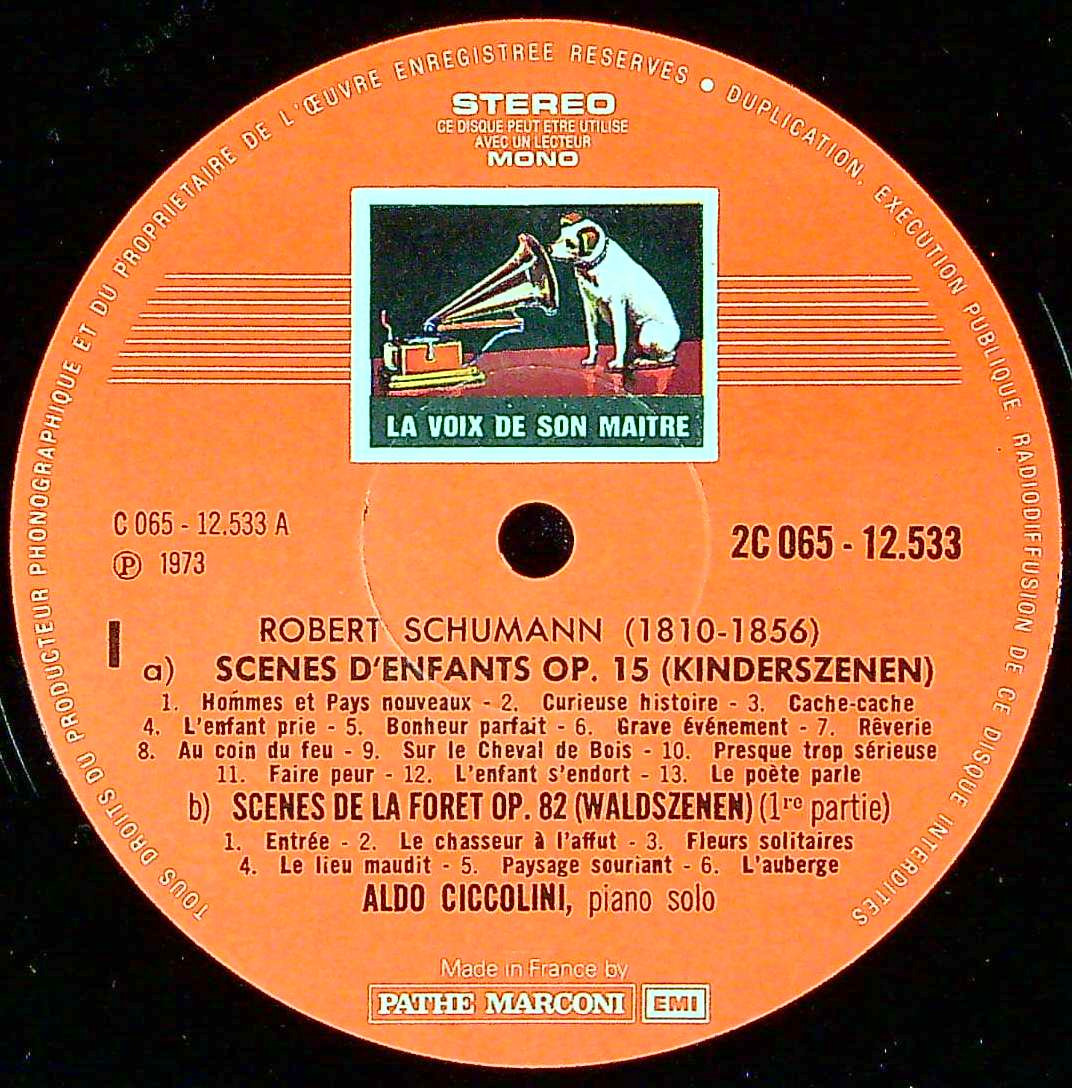 TOUS DROITS DU PRODUCTEUR PHONOGRAPHIQUE ET DU PROPRIETAIRE DE L'ŒUVRE ENREGISTREE RESERVES • DUPLICATION, EXECUTION PUBLIQUE, RADIODIFFUSION DE CE DISQUE INTERDITES
STEREO
CE DISQUE PEUT ETRE UTILISE
AVEC UN LECTEUR
MONO
LA VOIX DE SON MAITRE
C 065 - 12.533 A
℗ 1973
2C 065 - 12.533
I
ROBERT SCHUMANN (1810-1856)
a) SCENES D'ENFANTS OP. 15 (KINDERSZENEN)
1. Hommes et Pays nouveaux - 2. Curieuse histoire - 3. Cache-cache
4. L'enfant prie - 5. Bonheur parfait - 6. Grave événement - 7. Rêverie
8. Au coin du feu - 9. Sur le Cheval de Bois - 10. Presque trop sérieuse
11. Faire peur - 12. L'enfant s'endort - 13. Le poète parle
b) SCENES DE LA FORET OP. 82 (WALDSZENEN) (1re partie)
1. Entrée - 2. Le chasseur à l'affut - 3. Fleurs solitaires
4. Le lieu maudit - 5. Paysage souriant - 6. L'auberge
ALDO CICCOLINI, piano solo
Made in France by
PATHE MARCONI EMI